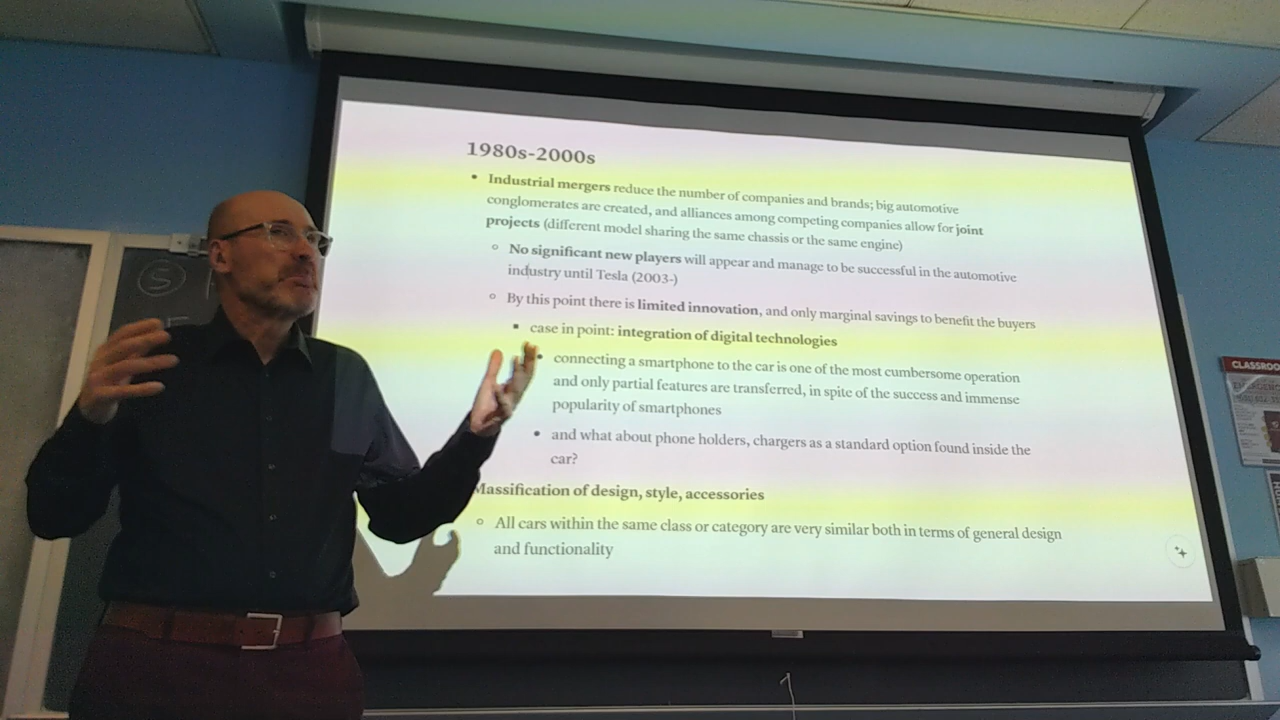 1980s-2000s
• Industrial mergers reduce the number of companies and brands; big automotive
conglomerates are created, and alliances among competing companies allow for joint
projects (different model sharing the same chassis or the same engine)
○ No significant new players will appear and manage to be successful in the automotive
industry until Tesla (2003-)
○ By this point there is limited innovation, and only marginal savings to benefit the buyers
▪ case in point: integration of digital technologies
• connecting a smartphone to the car is one of the most cumbersome operation
and only partial features are transferred, in spite of the success and immense
popularity of smartphones
• and what about phone holders, chargers as a standard option found inside the
car?
Massification of design, style, accessories
○ All cars within the same class or category are very similar both in terms of general design
and functionality
S
CLASSROO